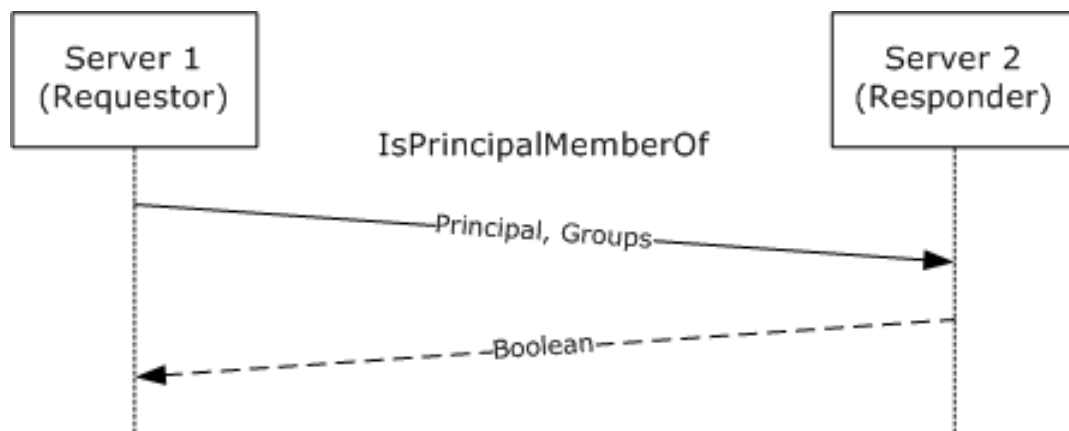 Server 1
(Requestor)
Server 2
(Responder)
IsPrincipalMemberOf
Principal, Groups
Boolean